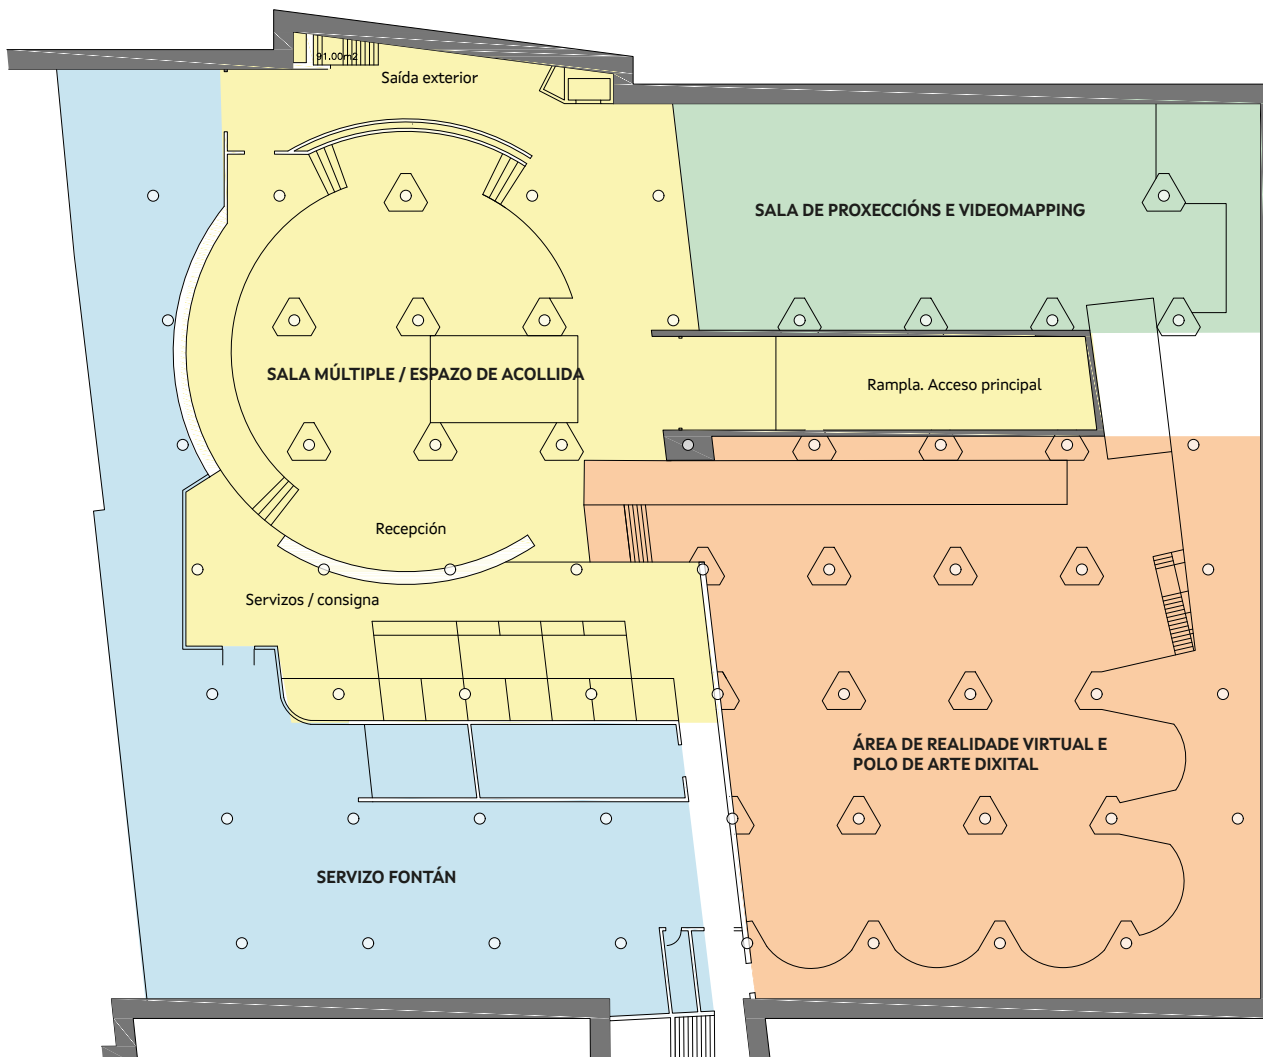 91.00m2
Saída exterior
SALA DE PROXECCIÓNS E VIDEOMAPPING
SALA MÚLTIPLE / ESPAZO DE ACOLLIDA
Rampla. Acceso principal
Recepción
Servizos / consigna
ÁREA DE REALIDADE VIRTUAL E
POLO DE ARTE DIXITAL
SERVIZO FONTÁN